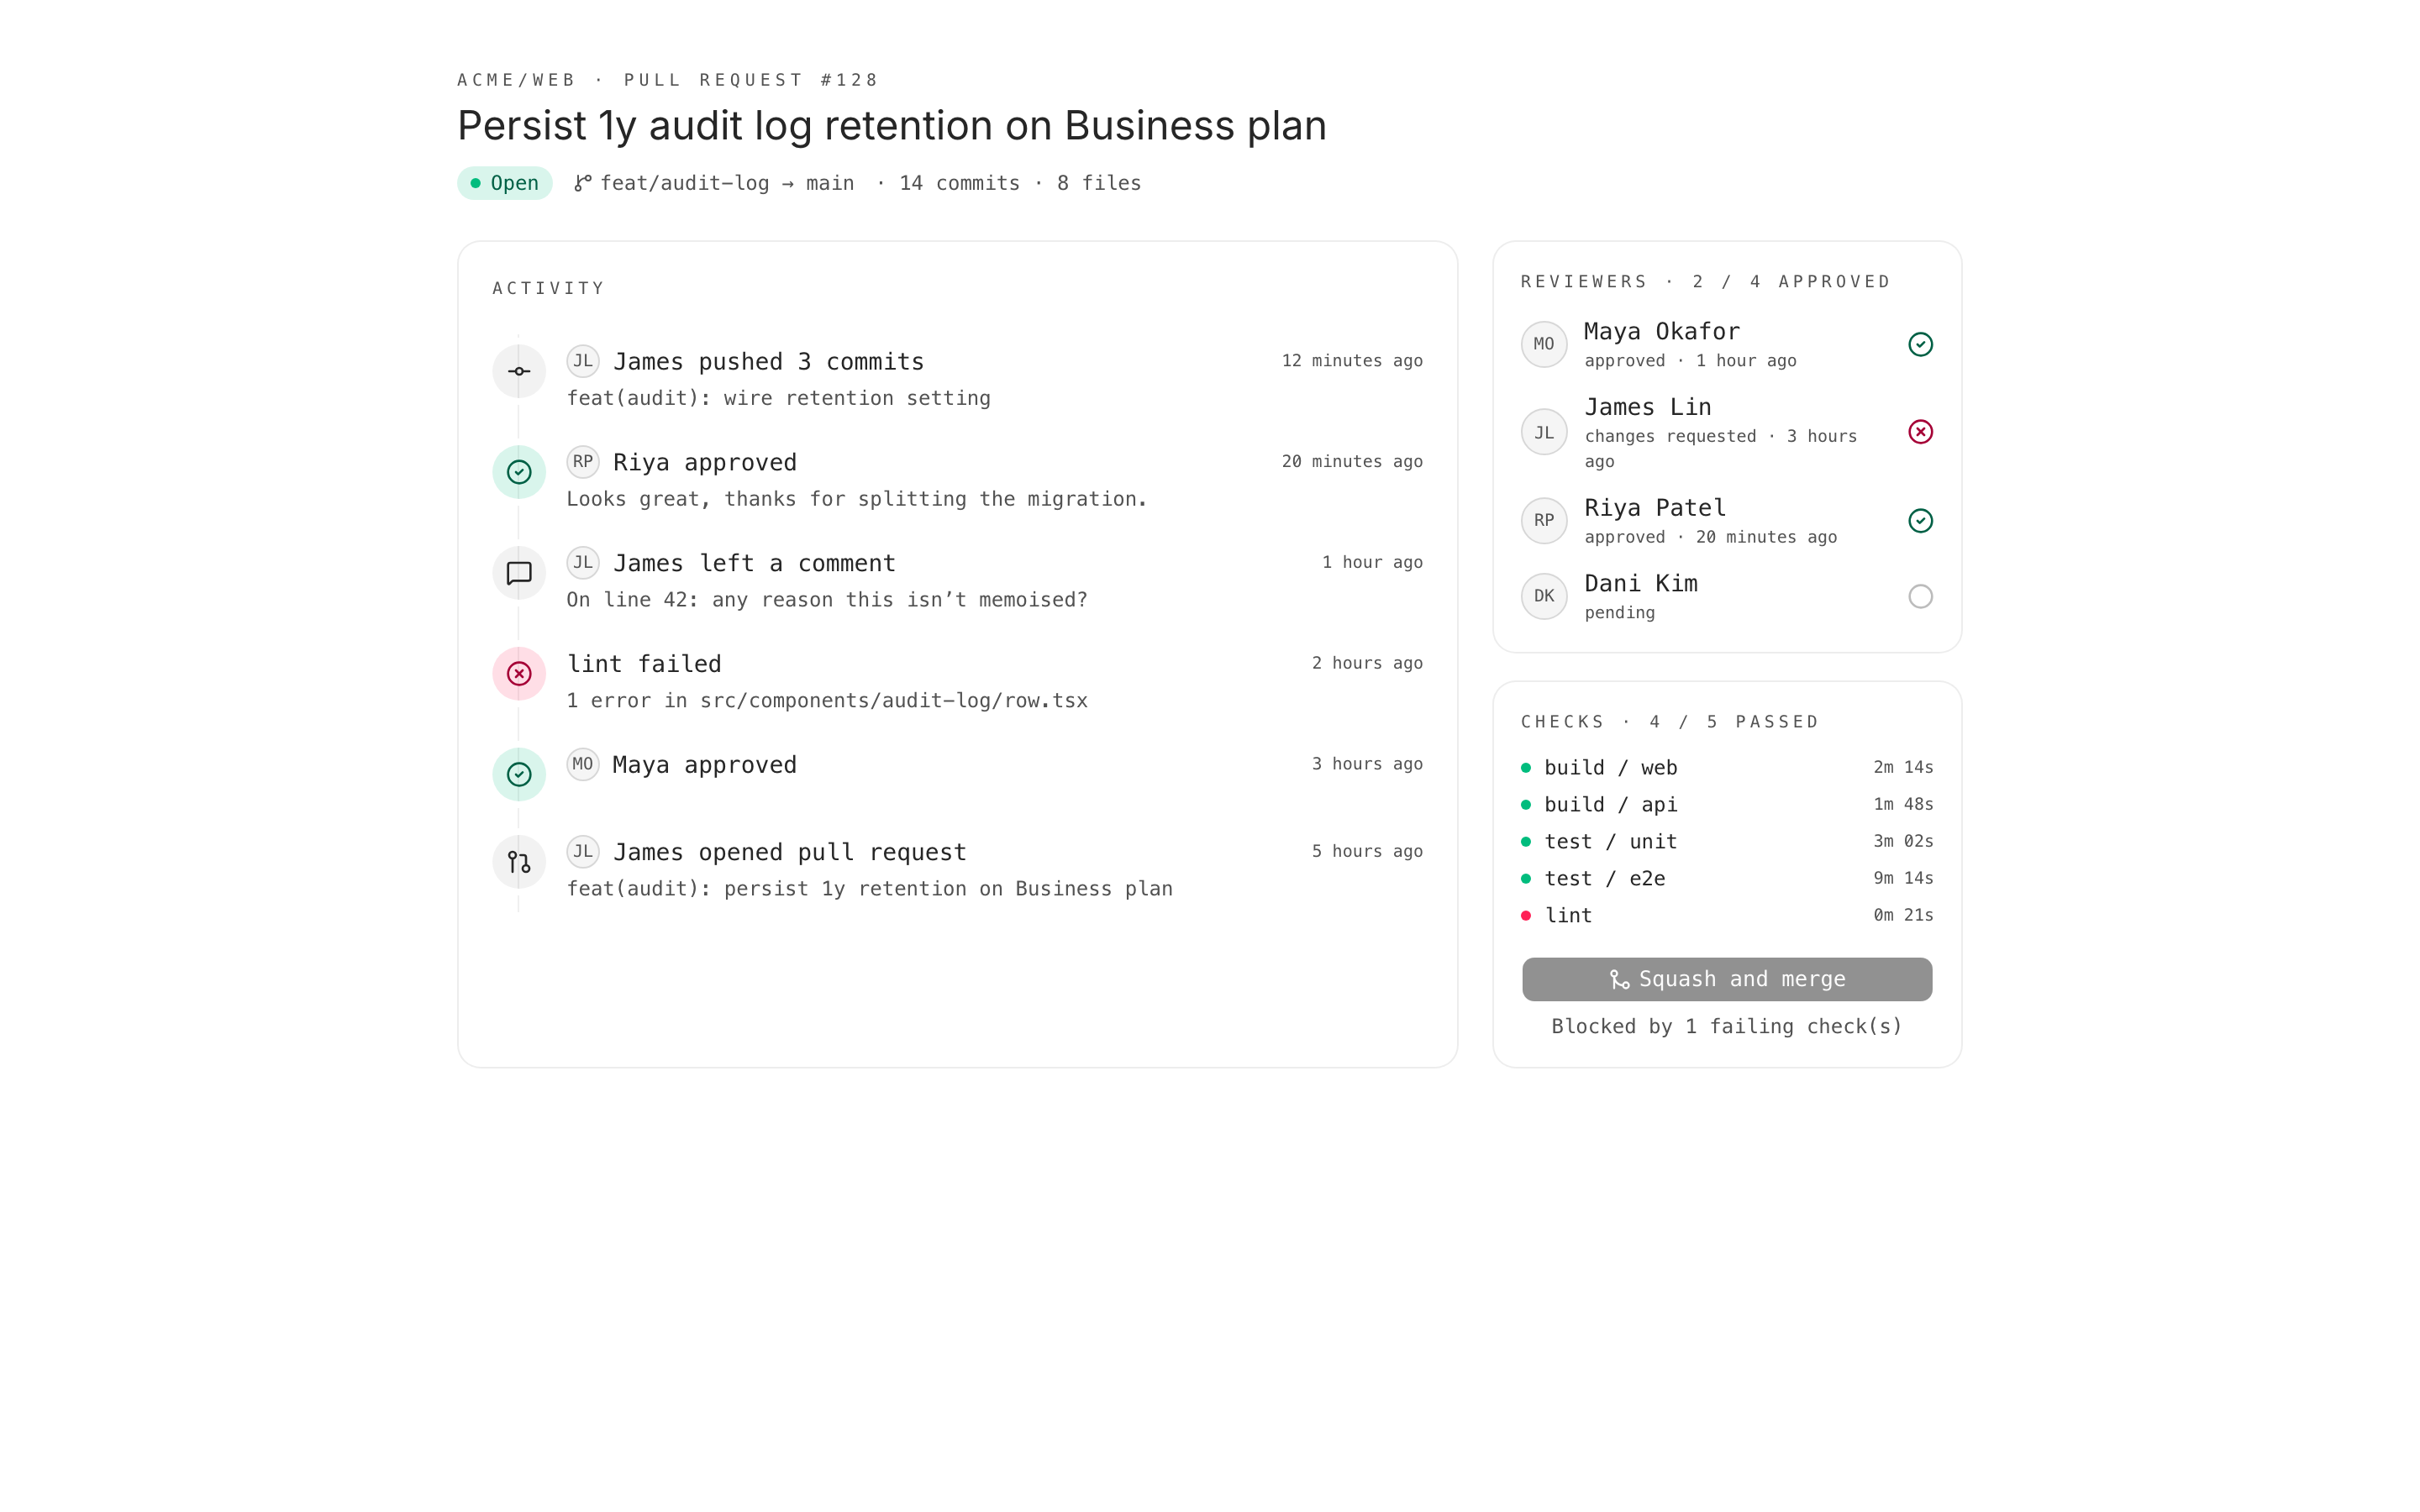 ACME/WEB · PULL REQUEST #128
Persist 1y audit log retention on Business plan
Open feat/audit-log → main · 14 commits · 8 files
ACTIVITY
JL James pushed 3 commits 12 minutes ago
feat(audit): wire retention setting
RP Riya approved 20 minutes ago
Looks great, thanks for splitting the migration.
JL James left a comment 1 hour ago
On line 42: any reason this isn’t memoised?
lint failed 2 hours ago
1 error in src/components/audit-log/row.tsx
MO Maya approved 3 hours ago
JL James opened pull request 5 hours ago
feat(audit): persist 1y retention on Business plan
REVIEWERS · 2 / 4 APPROVED
MO Maya Okafor
approved · 1 hour ago
JL James Lin
changes requested · 3 hours
ago
RP Riya Patel
approved · 20 minutes ago
DK Dani Kim
pending
CHECKS · 4 / 5 PASSED
build / web 2m 14s
build / api 1m 48s
test / unit 3m 02s
test / e2e 9m 14s
lint 0m 21s
Squash and merge
Blocked by 1 failing check(s)